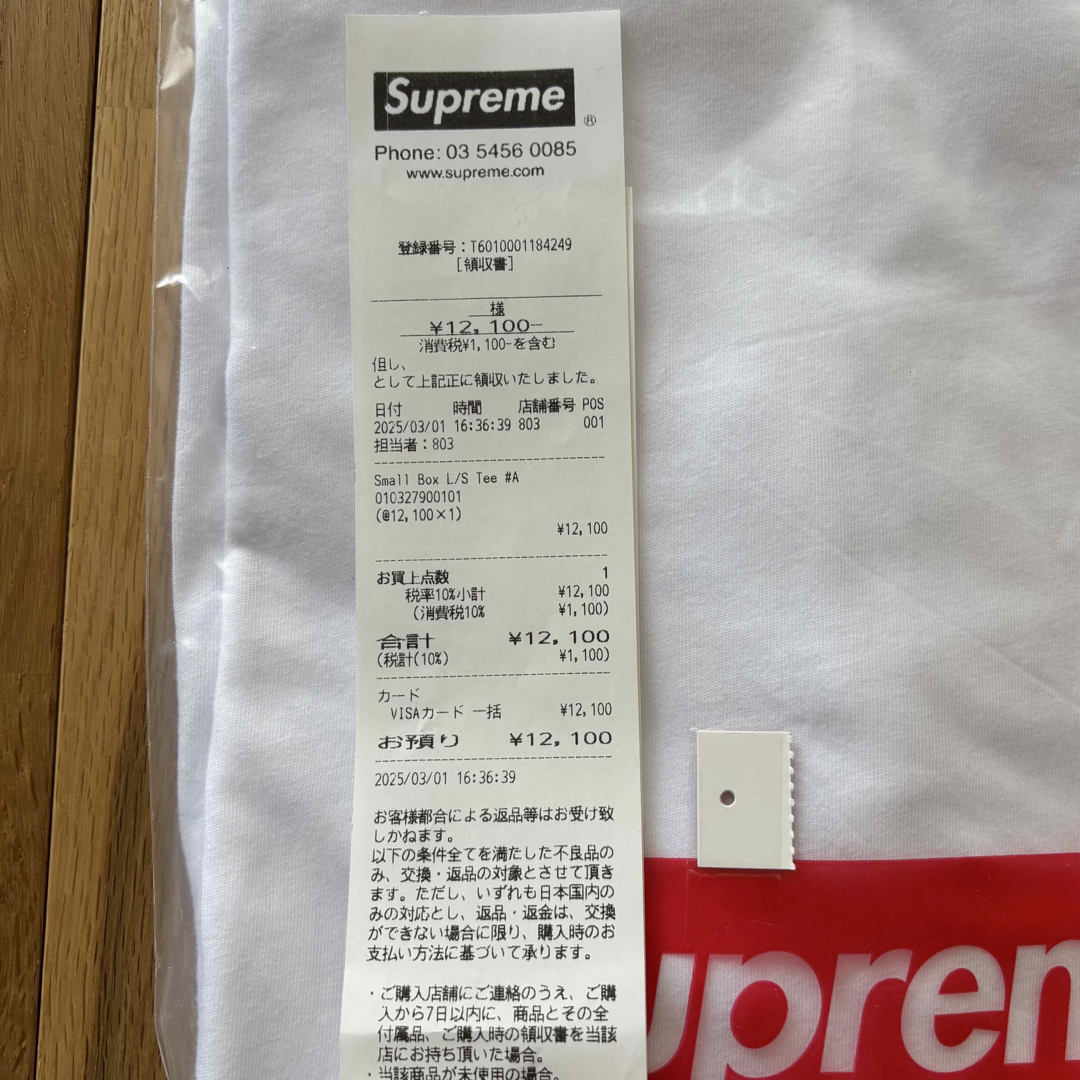 Supreme ®
Phone: 03 5456 0085
www.supreme.com
登録番号：T6010001184249
[領収書]
様
¥12,100-
消費税¥1,100-を含む
但し、
として上記正に領収いたしました。
日付 時間 店舗番号 POS
2025/03/01 16:36:39 803 001
担当者：803
Small Box L/S Tee #A
010327900101
(@12,100×1)
¥12,100
お買上点数 1
税率10%小計 ¥12,100
(消費税10% ¥1,100)
合計 ¥12,100
(税計(10%) ¥1,100)
カード
VISAカード 一括 ¥12,100
お預り ¥12,100
2025/03/01 16:36:39
お客様都合による返品等はお受け致
しかねます。
以下の条件全てを満たした不良品の
み、交換・返品の対象とさせて頂き
ます。ただし、いずれも日本国内の
みの対応とし、返品・返金は、交換
ができない場合に限り、購入時のお
支払い方法に基づいて承ります。
・ご購入店舗にご連絡のうえ、ご購
入から7日以内に、商品とその全
付属品、ご購入時の領収書を当該
店にお持ち頂いた場合。
・当該商品が未使用の場合。
uprem